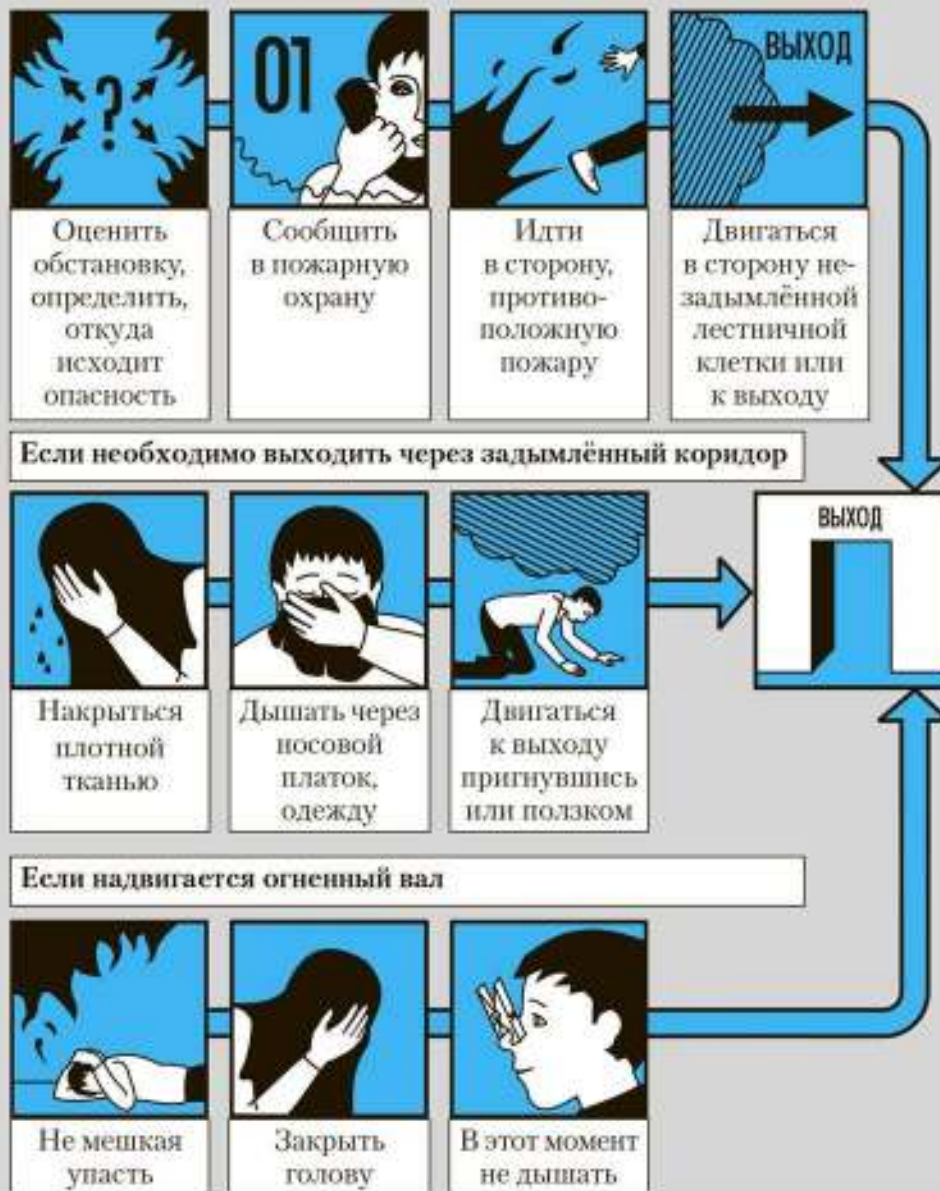 ?
01
ВЫХОД
Оценить
обстановку,
определить,
откуда
исходит
опасность
Сообщить
в пожарную
охрану
Идти
в сторону,
противо-
положную
пожару
Двигаться
в сторону не-
задымлённой
лестничной
клетки или
к выходу
Если необходимо выходить через задымлённый коридор
ВЫХОД
Накрыться
плотной
тканью
Дышать через
носовой
платок,
одежду
Двигаться
к выходу
пригнувшись
или ползком
Если надвигается огненный вал
Не мешкая
упасть
Закрыть
голову
В этот момент
не дышать